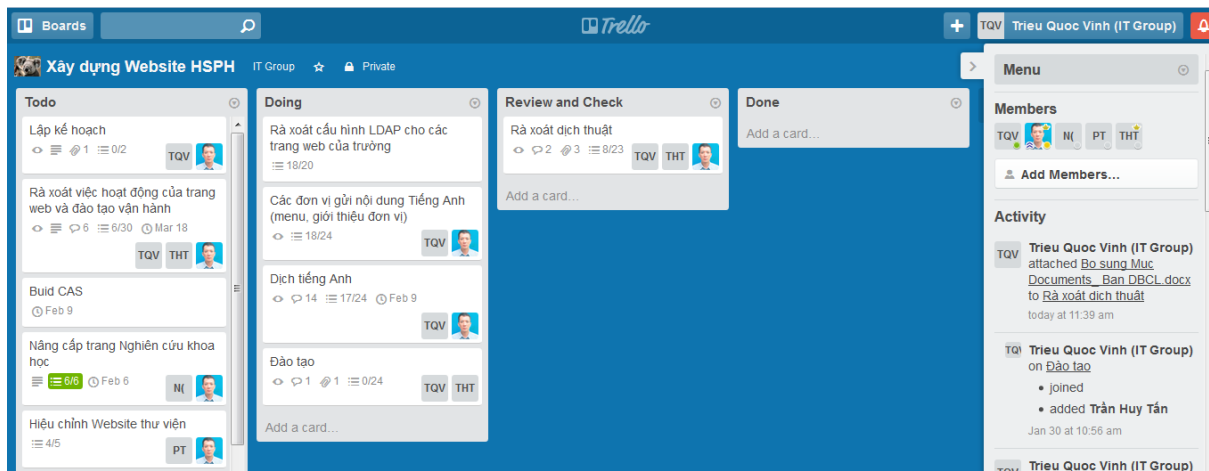 Boards
Trello
TQV Trieu Quoc Vinh (IT Group)
Xây dựng Website HSPH IT Group Private
Todo
Lập kế hoạch
1 0/2
TQV
Rà xoát việc hoạt động của trang
web và đào tạo vận hành
6 6/30 Mar 18
TQV THT
Buid CAS
Feb 9
Nâng cấp trang Nghiên cứu khoa
học
6/6 Feb 6
N(
Hiệu chỉnh Website thư viện
4/5
PT
Doing
Rà xoát cấu hình LDAP cho các
trang web của trường
18/20
Các đơn vị gửi nội dung Tiếng Anh
(menu, giới thiệu đơn vị)
18/24
TQV
Dịch tiếng Anh
14 17/24 Feb 9
TQV
Đào tạo
1 1 0/24
TQV THT
Add a card...
Review and Check
Rà xoát dịch thuật
2 3 8/23
TQV THT
Add a card...
Done
Add a card...
Menu
Members
TQV N( PT THT
Add Members...
Activity
TQV Trieu Quoc Vinh (IT Group)
attached Bo sung Muc
Documents_ Ban DBCL.docx
to Rà xoát dịch thuật
today at 11:39 am
TQV Trieu Quoc Vinh (IT Group)
on Đào tạo
• joined
• added Trần Huy Tấn
Jan 30 at 10:56 am
TQV Trieu Quoc Vinh (IT Group)